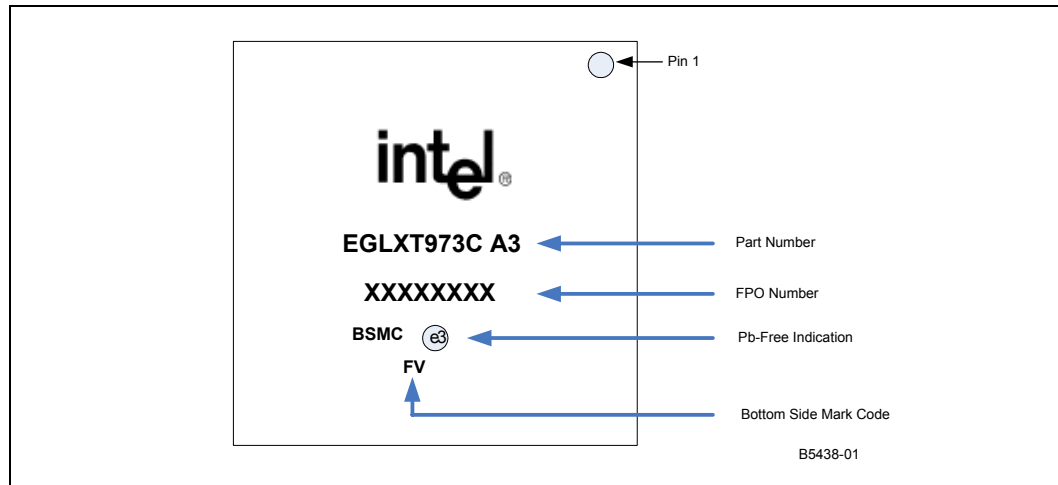 Pin 1
intel®
EGLXT973C A3
Part Number
XXXXXXXX
FPO Number
BSMC e3
Pb-Free Indication
FV
Bottom Side Mark Code
B5438-01